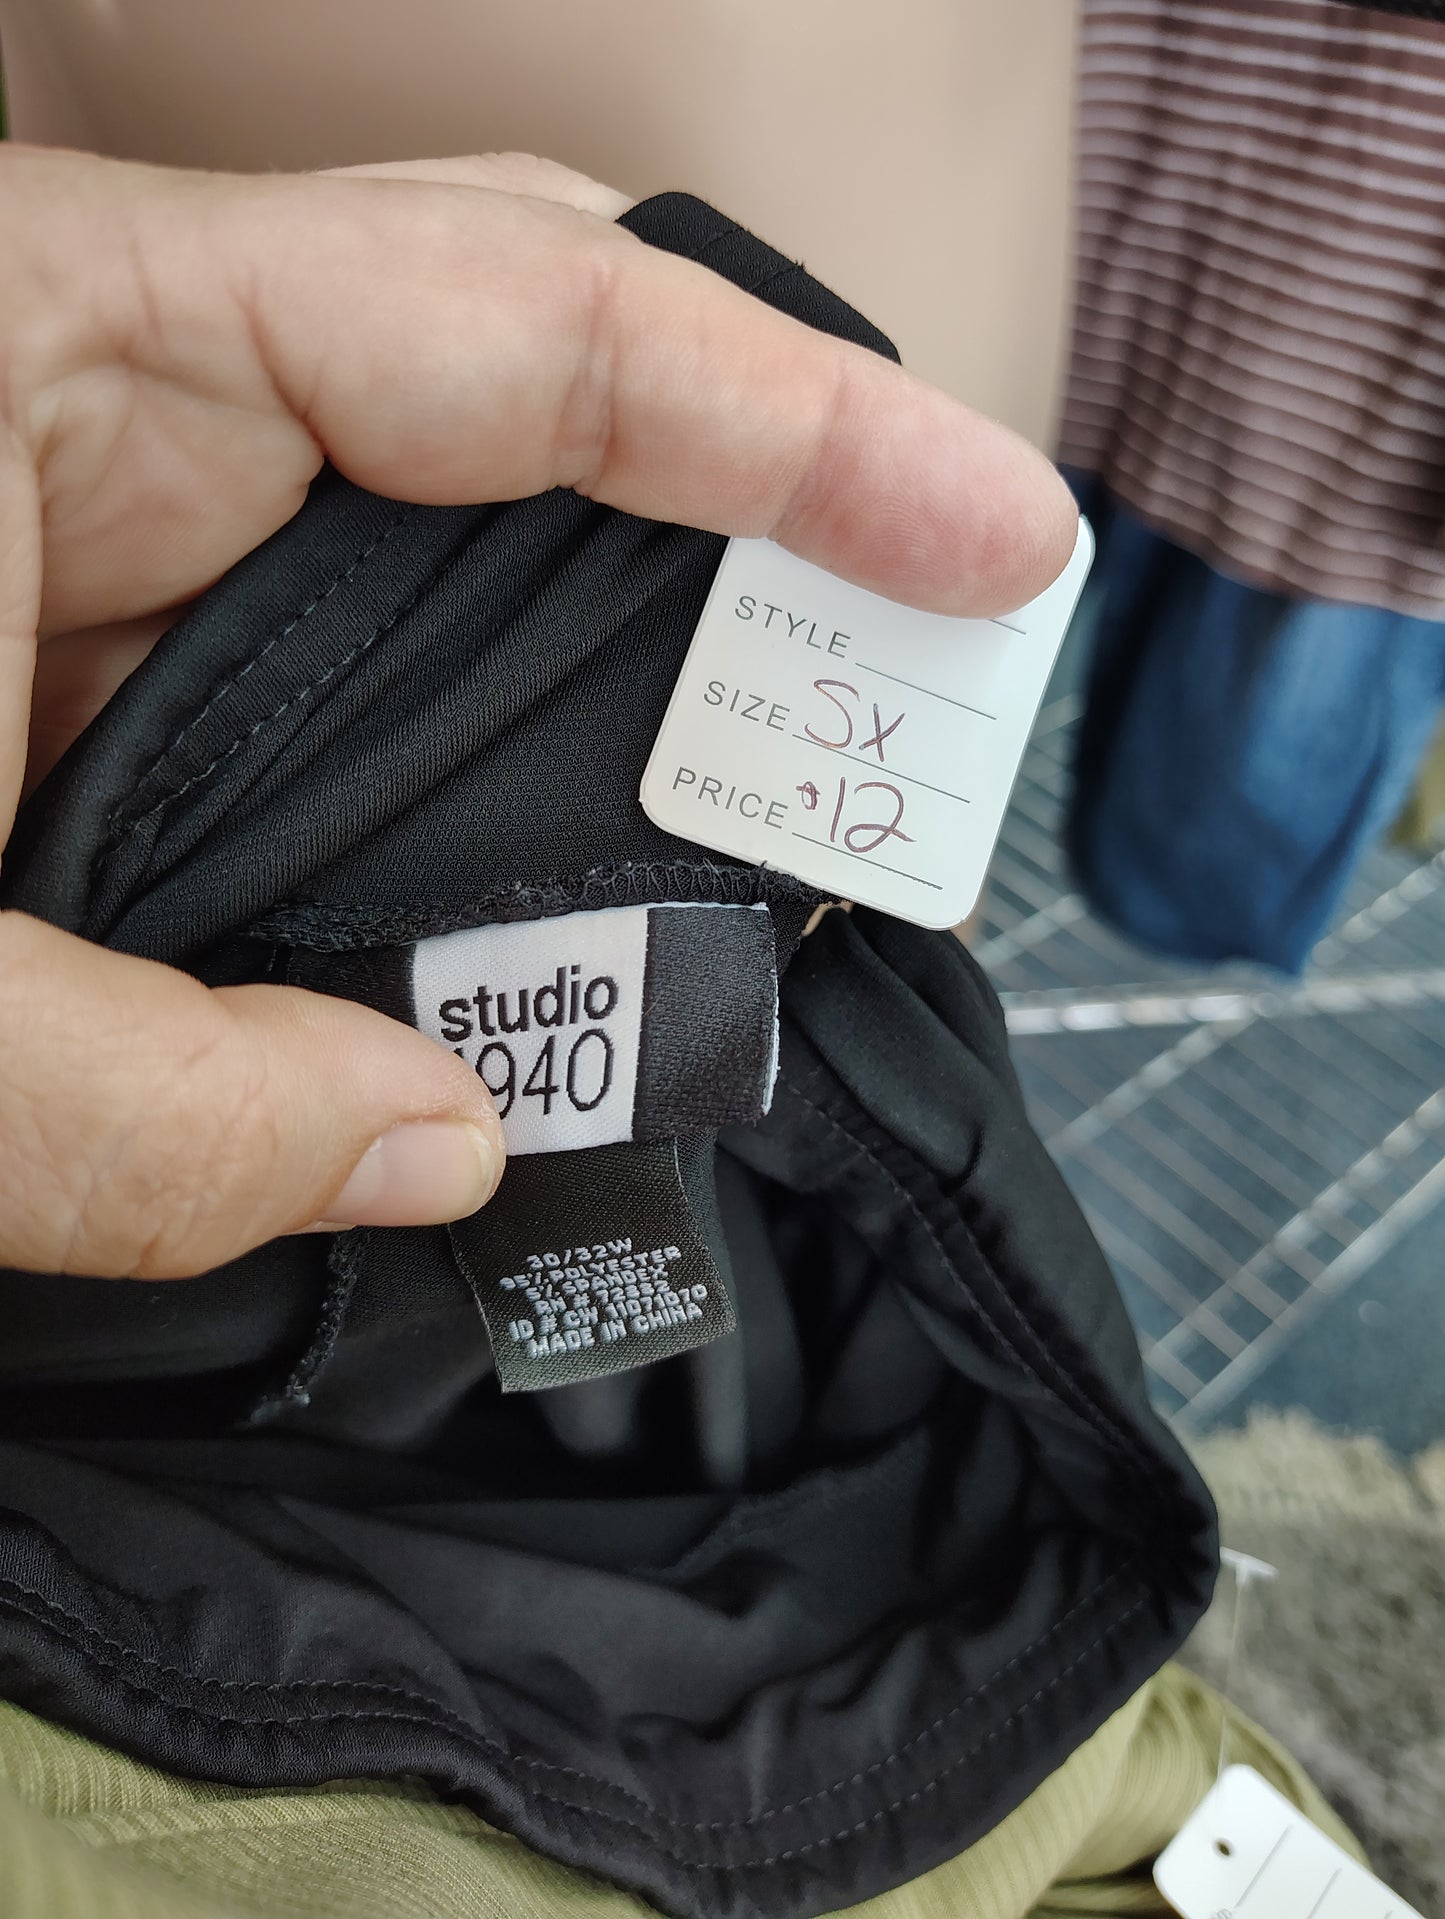 STYLE
SIZE 5X
PRICE $12
studio
1940
30/32W
95% POLYESTER
5% SPANDEX
MADE IN CHINA